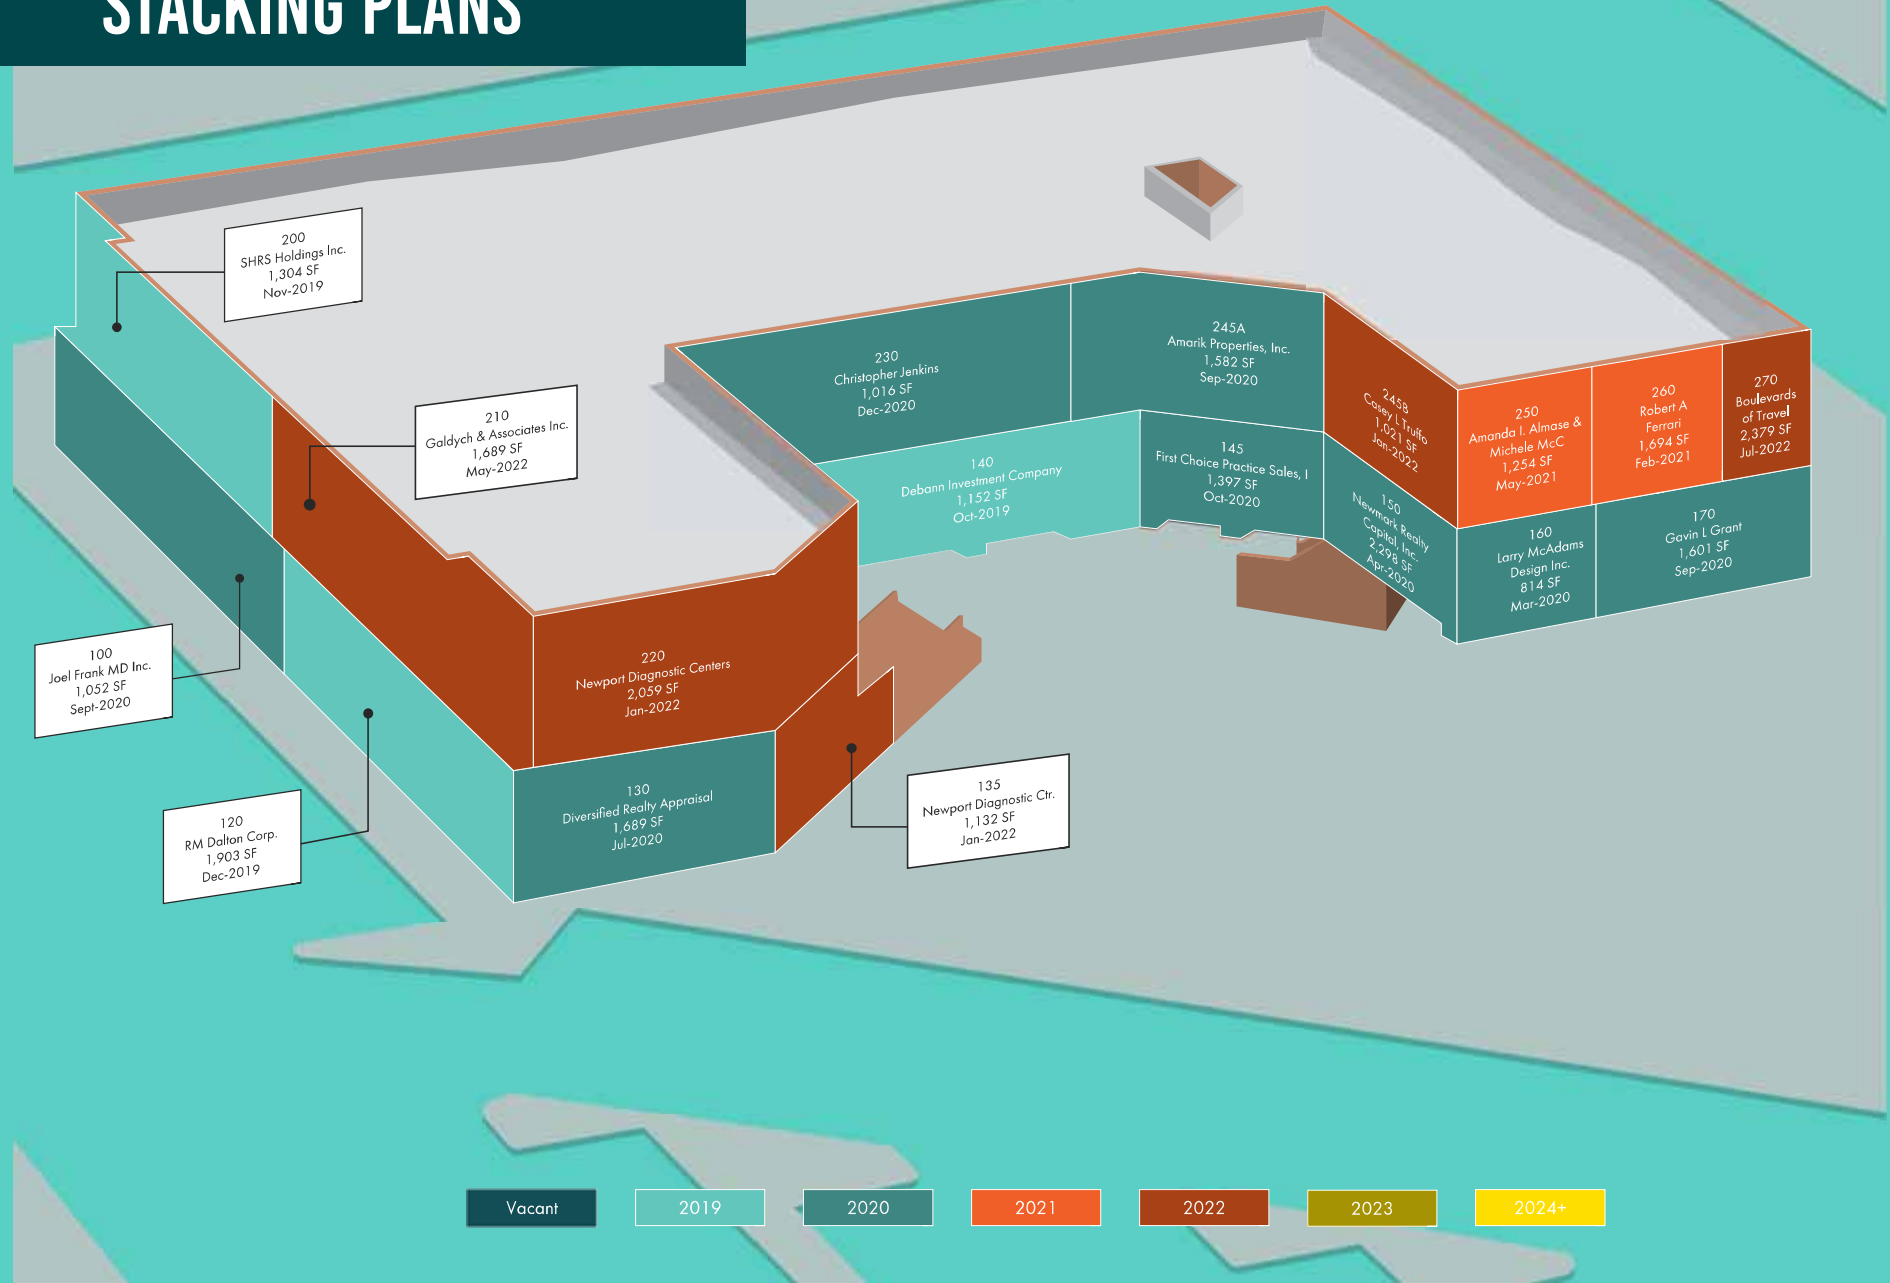 STACKING PLANS
200
SHRS Holdings Inc.
1,304 SF
Nov-2019
210
Galdych & Associates Inc.
1,689 SF
May-2022
230
Christopher Jenkins
1,016 SF
Dec-2020
245A
Amarik Properties, Inc.
1,582 SF
Sep-2020
245B
Casey L Truffo
1,021 SF
Jan-2022
250
Amanda I. Almase &
Michele McC
1,254 SF
May-2021
260
Robert A
Ferrari
1,694 SF
Feb-2021
270
Boulevards
of Travel
2,379 SF
Jul-2022
140
Debann Investment Company
1,152 SF
Oct-2019
145
First Choice Practice Sales, I
1,397 SF
Oct-2020
150
Newmark Realty
Capital, Inc.
2,298 SF
Apr-2020
160
Larry McAdams
Design Inc.
814 SF
Mar-2020
170
Gavin L Grant
1,601 SF
Sep-2020
100
Joel Frank MD Inc.
1,052 SF
Sept-2020
220
Newport Diagnostic Centers
2,059 SF
Jan-2022
120
RM Dalton Corp.
1,903 SF
Dec-2019
130
Diversified Realty Appraisal
1,689 SF
Jul-2020
135
Newport Diagnostic Ctr.
1,132 SF
Jan-2022
Vacant
2019
2020
2021
2022
2023
2024+